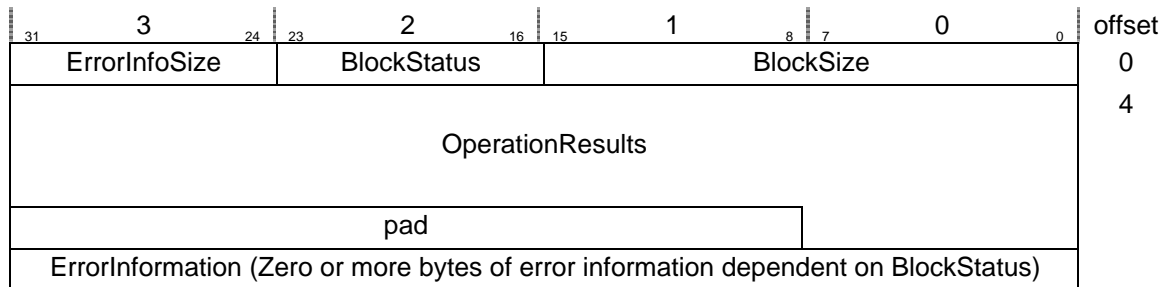 3 2 1 0 offset
31 24 23 16 15 8 7 0
ErrorInfoSize BlockStatus BlockSize 0
4
OperationResults
pad
ErrorInformation (Zero or more bytes of error information dependent on BlockStatus)